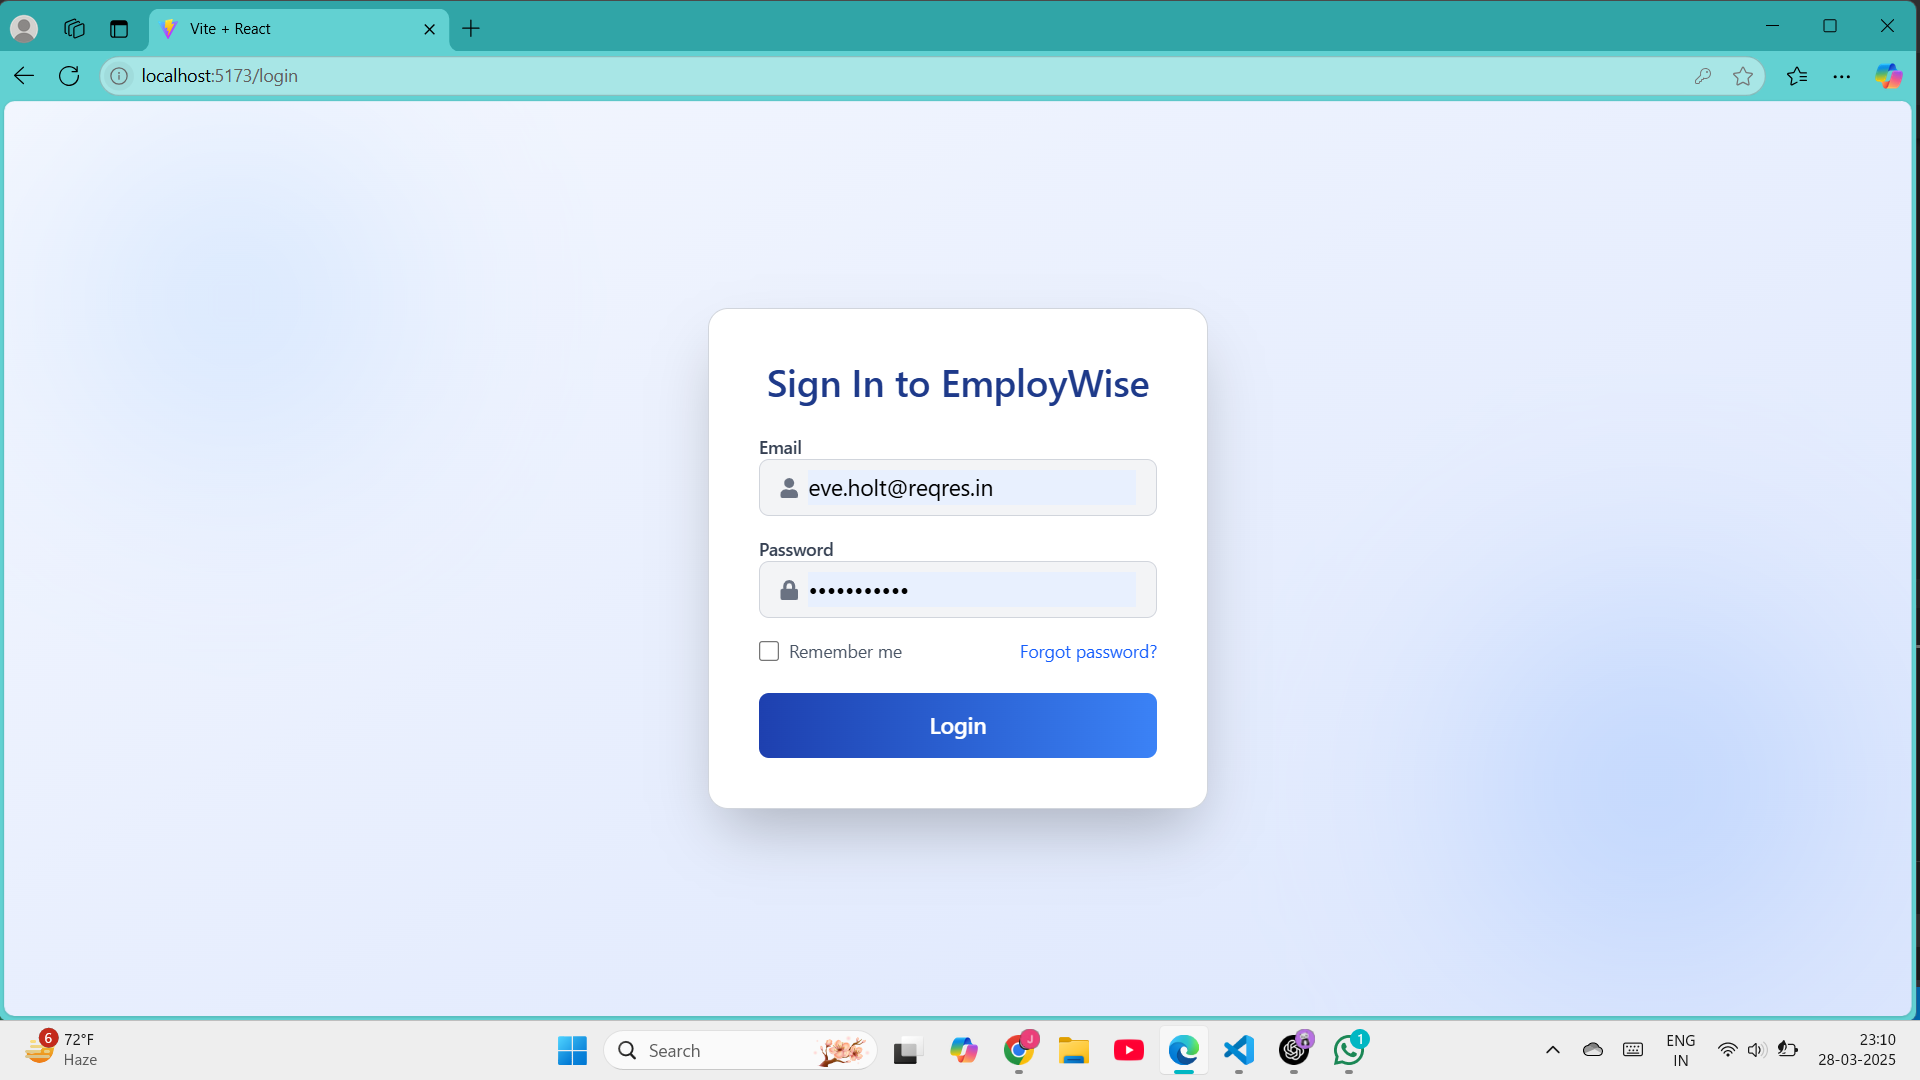 Vite + React
localhost:5173/login
Sign In to EmployWise
Email
eve.holt@reqres.in
Password
•••••••••••
Remember me
Forgot password?
Login
6
72°F
Haze
Search
J
1
ENG
IN
23:10
28-03-2025